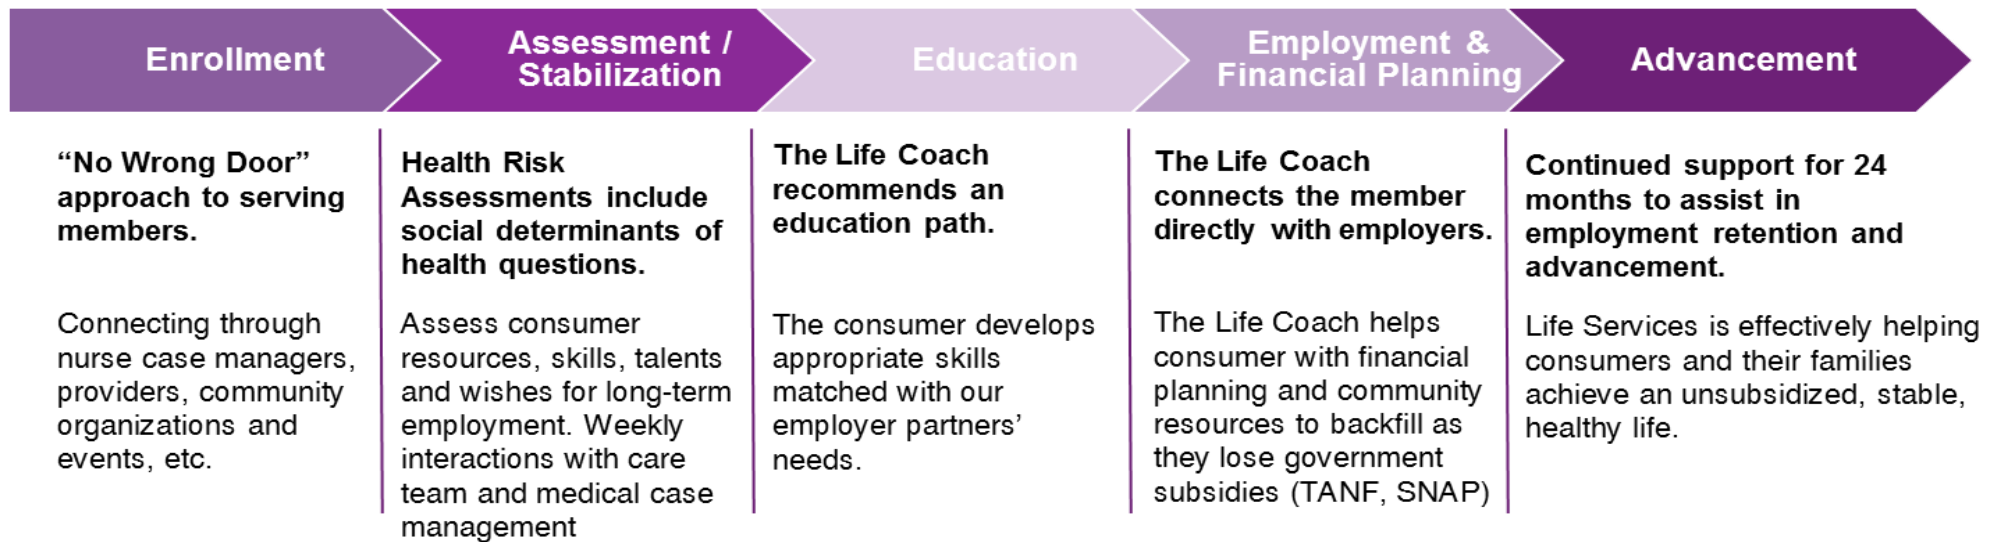 Enrollment
Assessment /
Stabilization
Education
Employment &
Financial Planning
Advancement
“No Wrong Door”
approach to serving
members.
Connecting through
nurse case managers,
providers, community
organizations and
events, etc.
Health Risk
Assessments include
social determinants of
health questions.
Assess consumer
resources, skills, talents
and wishes for long-term
employment. Weekly
interactions with care
team and medical case
management
The Life Coach
recommends an
education path.
The consumer develops
appropriate skills
matched with our
employer partners’
needs.
The Life Coach
connects the member
directly with employers.
The Life Coach helps
consumer with financial
planning and community
resources to backfill as
they lose government
subsidies (TANF, SNAP)
Continued support for 24
months to assist in
employment retention and
advancement.
Life Services is effectively helping
consumers and their families
achieve an unsubsidized, stable,
healthy life.